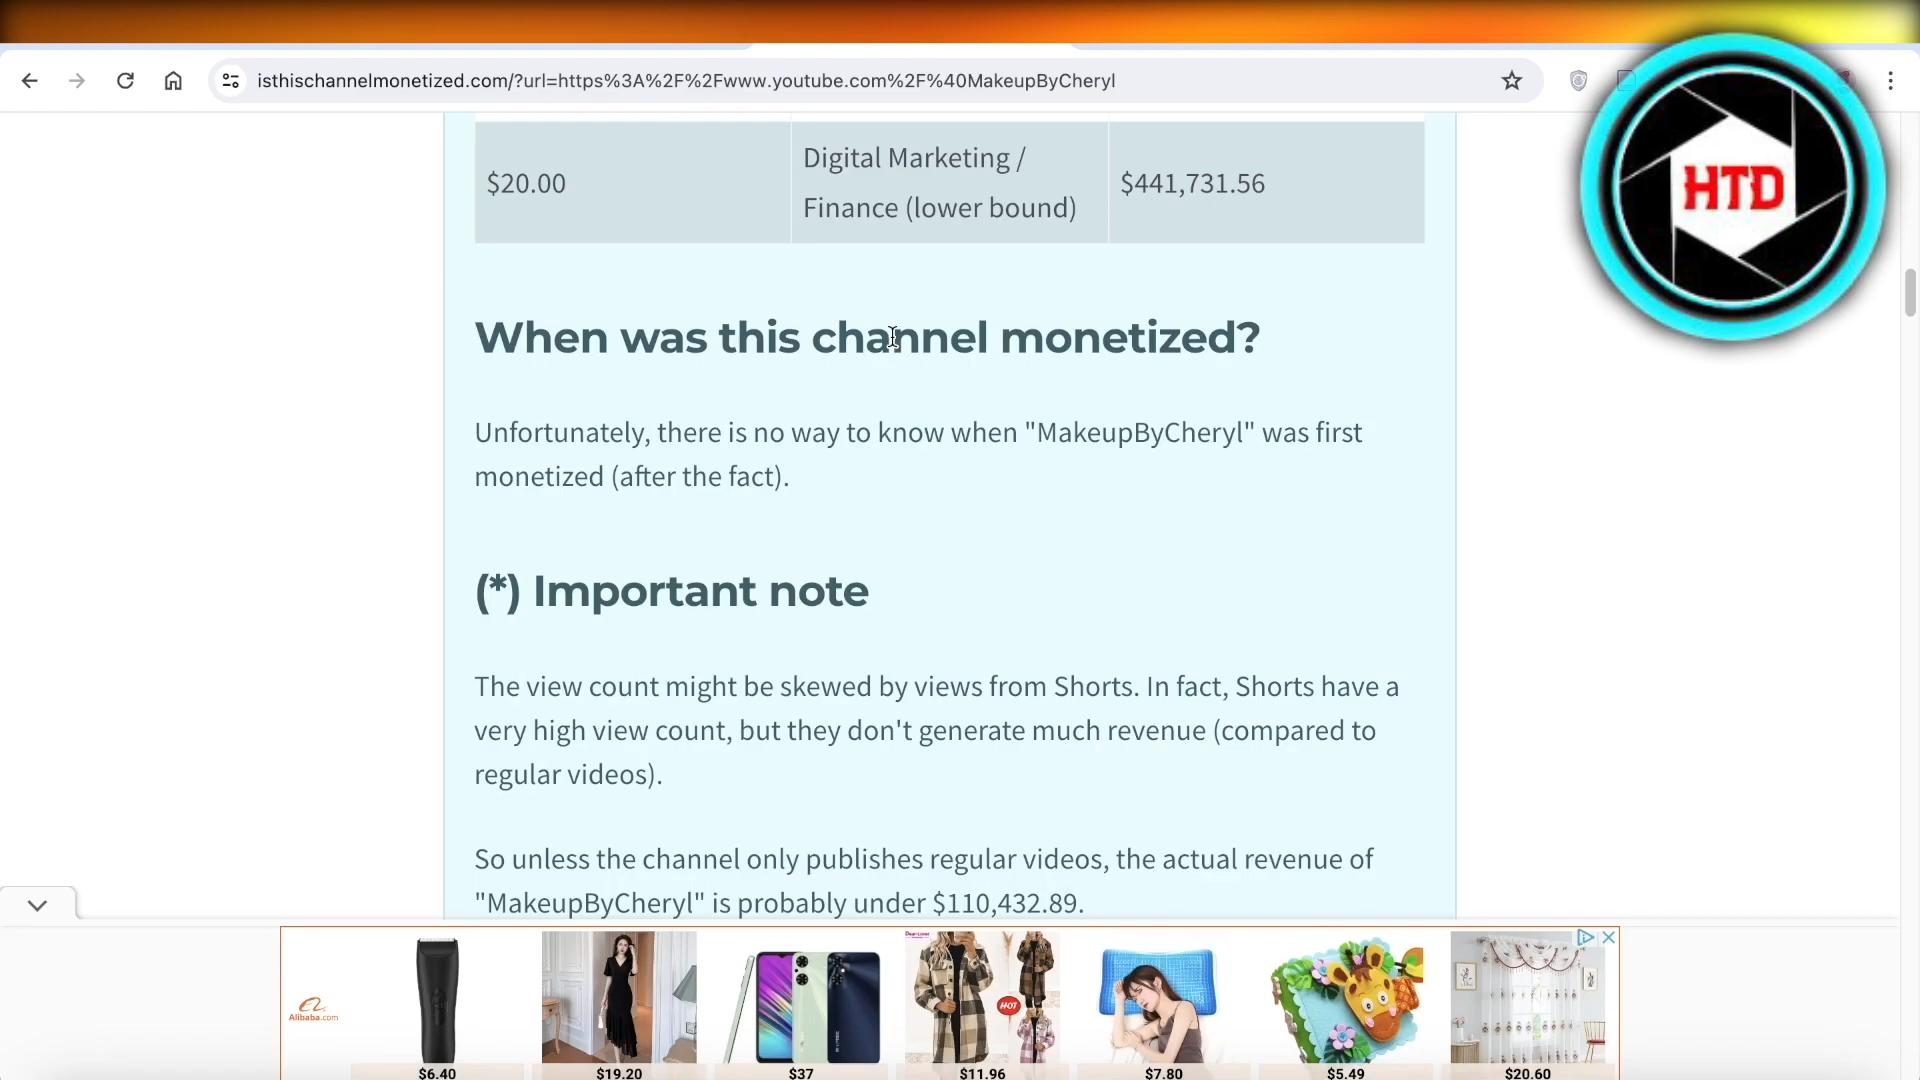 isthischannelmonetized.com/?url=https%3A%2F%2Fwww.youtube.com%2F%40MakeupByCheryl
HTD
$20.00
Digital Marketing /
Finance (lower bound)
$441,731.56
When was this channel monetized?
Unfortunately, there is no way to know when "MakeupByCheryl" was first
monetized (after the fact).
(*) Important note
The view count might be skewed by views from Shorts. In fact, Shorts have a
very high view count, but they don't generate much revenue (compared to
regular videos).
So unless the channel only publishes regular videos, the actual revenue of
"MakeupByCheryl" is probably under $110,432.89.
Alibaba.com
Dear-Lover
HOT
$6.40
$19.20
$37
$11.96
$7.80
$5.49
$20.60